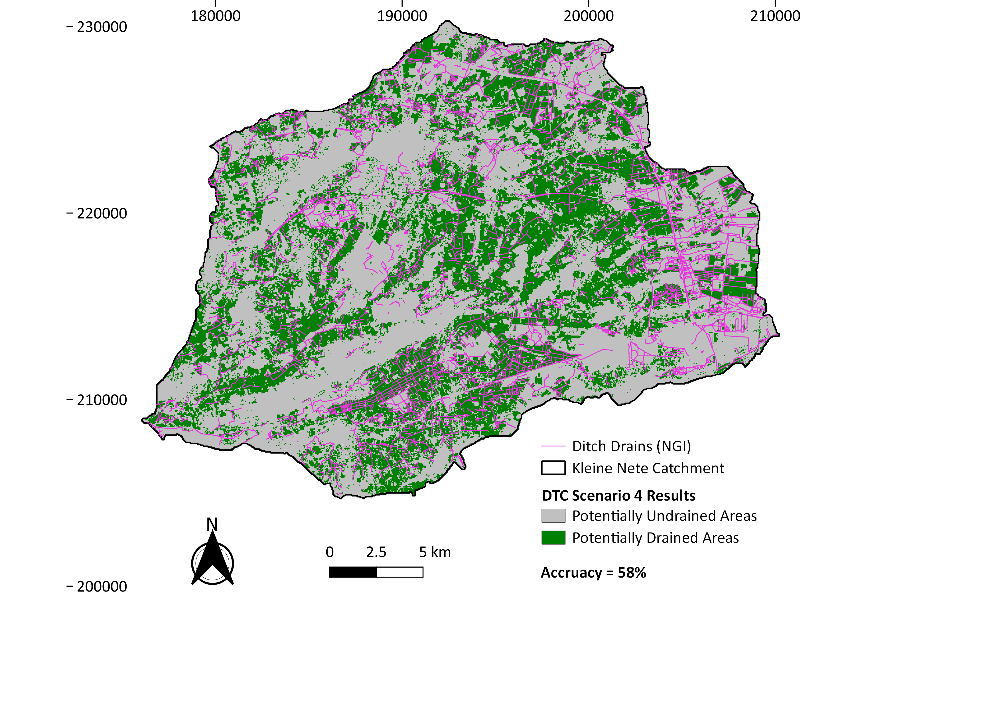 180000 190000 200000 210000
230000
220000
210000
200000
Ditch Drains (NGI)
Kleine Nete Catchment
DTC Scenario 4 Results
Potentially Undrained Areas
Potentially Drained Areas
Accruacy = 58%
N
0 2.5 5 km